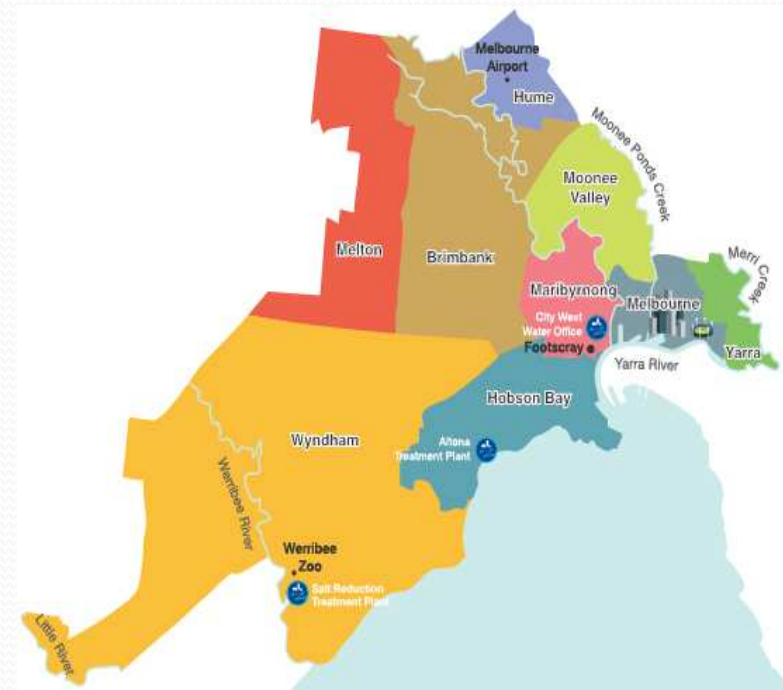 Melbourne
Airport
Hume
Moonee Ponds Creek
Moonee
Valley
Merri Creek
Melton
Brimbank
Maribyrnong
Melbourne
City West
Water Office
Footscray
Yarra
Yarra River
Hobson Bay
Wyndham
Altona
Treatment Plant
Werribee River
Werribee
Zoo
Salt Reduction
Treatment Plant
Little River